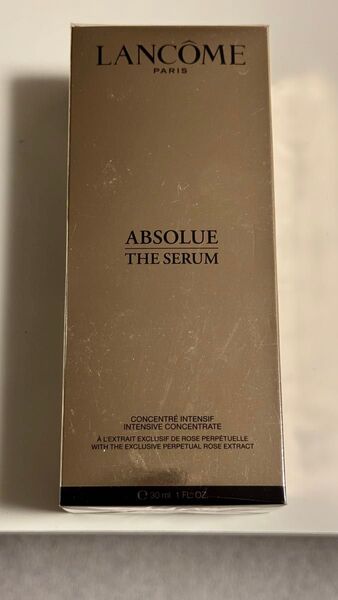 LANCÔME
PARIS
ABSOLUE
THE SERUM
CONCENTRÉ INTENSIF
INTENSIVE CONCENTRATE
À L'EXTRAIT EXCLUSIF DE ROSE PERPÉTUELLE
WITH THE EXCLUSIVE PERPETUAL ROSE EXTRACT
℮ 30 ml 1 FL. OZ.